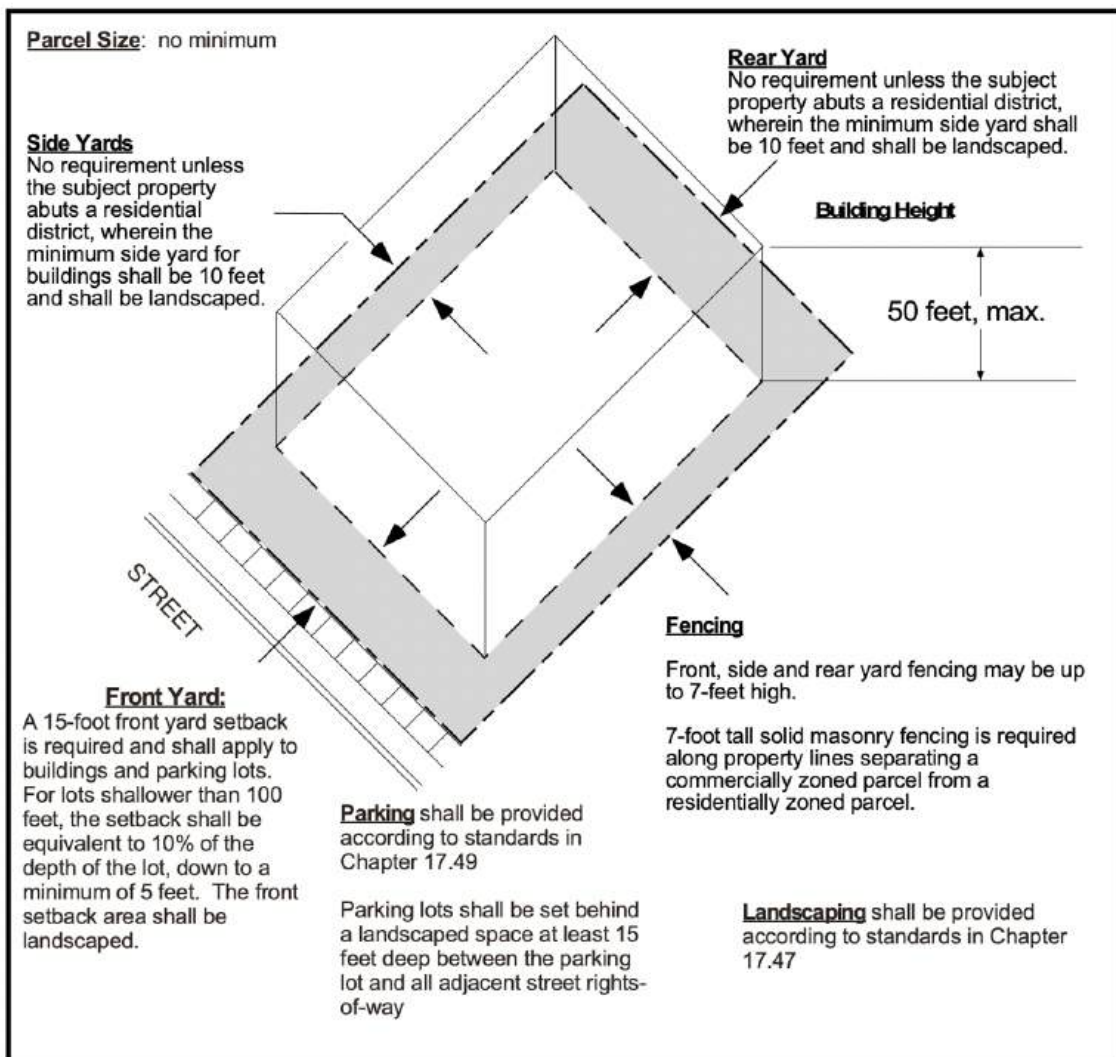 Parcel Size: no minimum
Rear Yard
No requirement unless the subject
property abuts a residential district,
wherein the minimum side yard shall
be 10 feet and shall be landscaped.
Side Yards
No requirement unless
the subject property
abuts a residential
district, wherein the
minimum side yard for
buildings shall be 10 feet
and shall be landscaped.
Building Height
50 feet, max.
STREET
Fencing
Front, side and rear yard fencing may be up
to 7-feet high.
7-foot tall solid masonry fencing is required
along property lines separating a
commercially zoned parcel from a
residentially zoned parcel.
Front Yard:
A 15-foot front yard setback
is required and shall apply to
buildings and parking lots.
For lots shallower than 100
feet, the setback shall be
equivalent to 10% of the
depth of the lot, down to a
minimum of 5 feet.  The front
setback area shall be
landscaped.
Parking shall be provided
according to standards in
Chapter 17.49
Parking lots shall be set behind
a landscaped space at least 15
feet deep between the parking
lot and all adjacent street rights-
of-way
Landscaping shall be provided
according to standards in Chapter
17.47